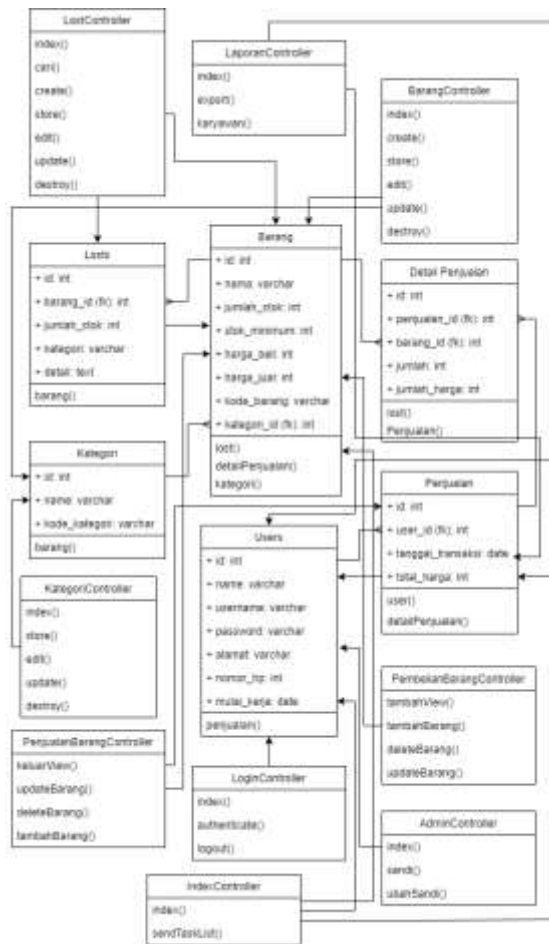 LostController
index()
cari()
create()
store()
edit()
update()
destroy()
LaporanController
index()
export()
karyawan()
BarangController
index()
create()
store()
edit()
update()
destroy()
Losts
+ id: int
+ barang_id (fk): int
+ jumlah_stok: int
+ kategori: varchar
+ detail: text
barang()
Barang
+ id: int
+ nama: varchar
+ jumlah_stok: int
+ stok_minimum: int
+ harga_beli: int
+ harga_jual: int
+ kode_barang: varchar
+ kategori_id (fk): int
lost()
detailPenjualan()
kategori()
Detail Penjualan
+ id: int
+ penjualan_id (fk): int
+ barang_id (fk): int
+ jumlah: int
+ jumlah_harga: int
lost()
Penjualan()
Kategori
+ id: int
+ name: varchar
+ kode_kategori: varchar
barang()
Users
+ id: int
+ name: varchar
+ username: varchar
+ password: varchar
+ alamat: varchar
+ nomor_hp: int
+ mulai_kerja: date
penjualan()
Penjualan
+ id: int
+ user_id (fk): int
+ tanggal_transaksi: date
+ total_harga: int
user()
detailPenjualan()
KategoriController
index()
store()
edit()
update()
destroy()
PenjualanBarangController
keluarView()
updateBarang()
deleteBarang()
tambahBarang()
LoginController
index()
authenticate()
logout()
PembelianBarangController
tambahView()
tambahBarang()
deleteBarang()
updateBarang()
AdminController
index()
sandi()
ubahSandi()
IndexController
index()
sendTaskList()